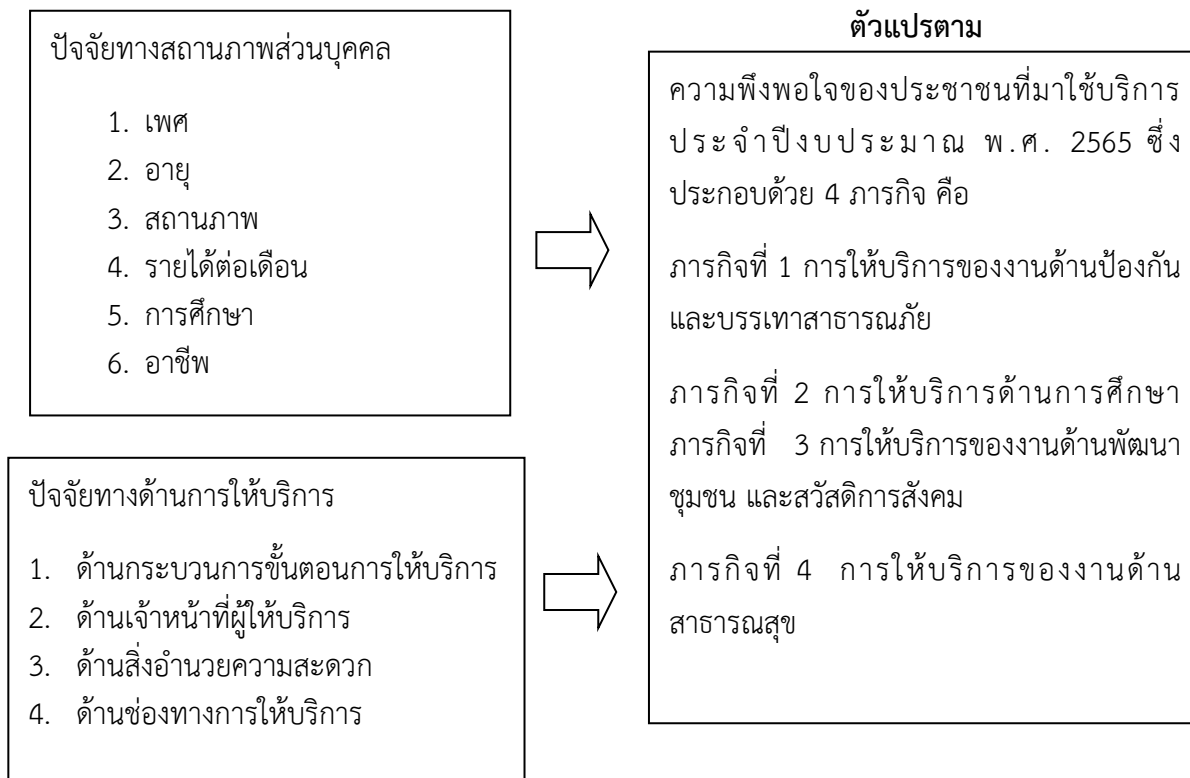 ปัจจัยทางสถานภาพส่วนบุคคล
1. เพศ
2. อายุ
3. สถานภาพ
4. รายได้ต่อเดือน
5. การศึกษา
6. อาชีพ
ปัจจัยทางด้านการให้บริการ
1. ด้านกระบวนการขั้นตอนการให้บริการ
2. ด้านเจ้าหน้าที่ผู้ให้บริการ
3. ด้านสิ่งอำนวยความสะดวก
4. ด้านช่องทางการให้บริการ
ตัวแปรตาม
ความพึงพอใจของประชาชนที่มาใช้บริการ
ประจำปีงบประมาณ พ.ศ. 2565 ซึ่ง
ประกอบด้วย 4 ภารกิจ คือ
ภารกิจที่ 1 การให้บริการของงานด้านป้องกัน
และบรรเทาสาธารณภัย
ภารกิจที่ 2 การให้บริการด้านการศึกษา
ภารกิจที่ 3 การให้บริการของงานด้านพัฒนา
ชุมชน และสวัสดิการสังคม
ภารกิจที่ 4 การให้บริการของงานด้าน
สาธารณสุข